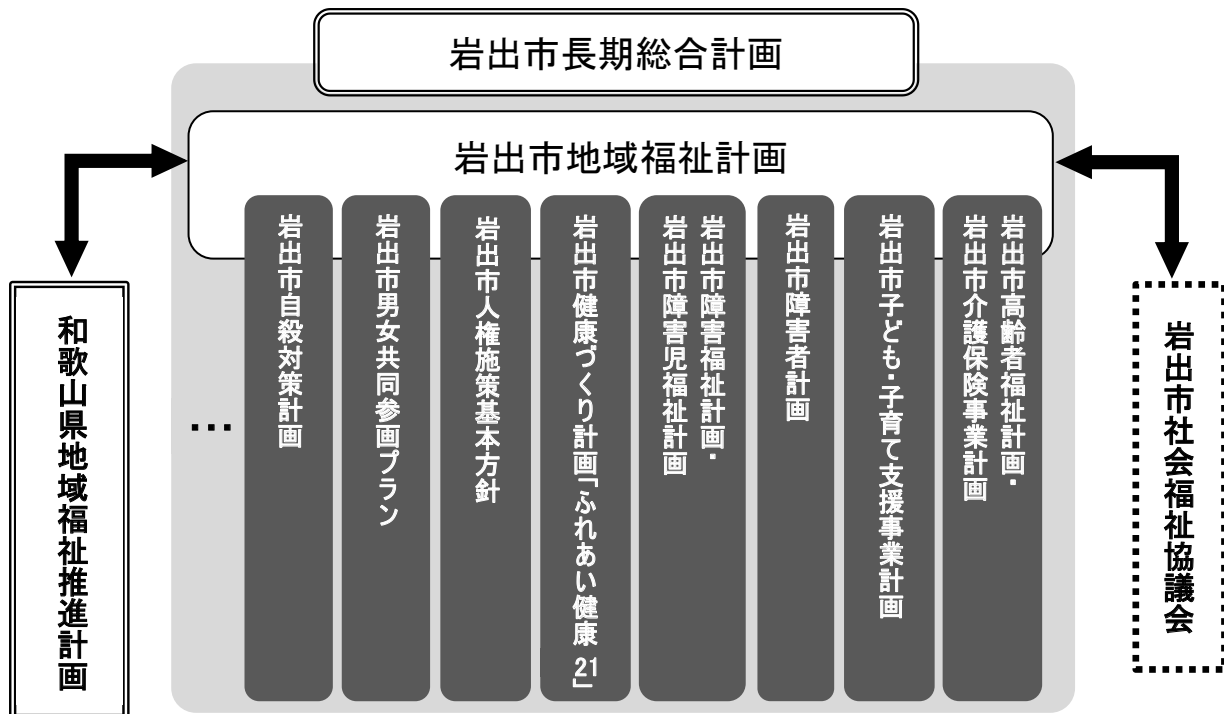 岩出市長期総合計画
岩出市地域福祉計画
和歌山県地域福祉推進計画
…
岩出市自殺対策計画
岩出市男女共同参画プラン
岩出市人権施策基本方針
岩出市健康づくり計画「ふれあい健康 21」
岩出市障害福祉計画・
岩出市障害児福祉計画
岩出市障害者計画
岩出市子ども・子育て支援事業計画
岩出市高齢者福祉計画・
岩出市介護保険事業計画
岩出市社会福祉協議会